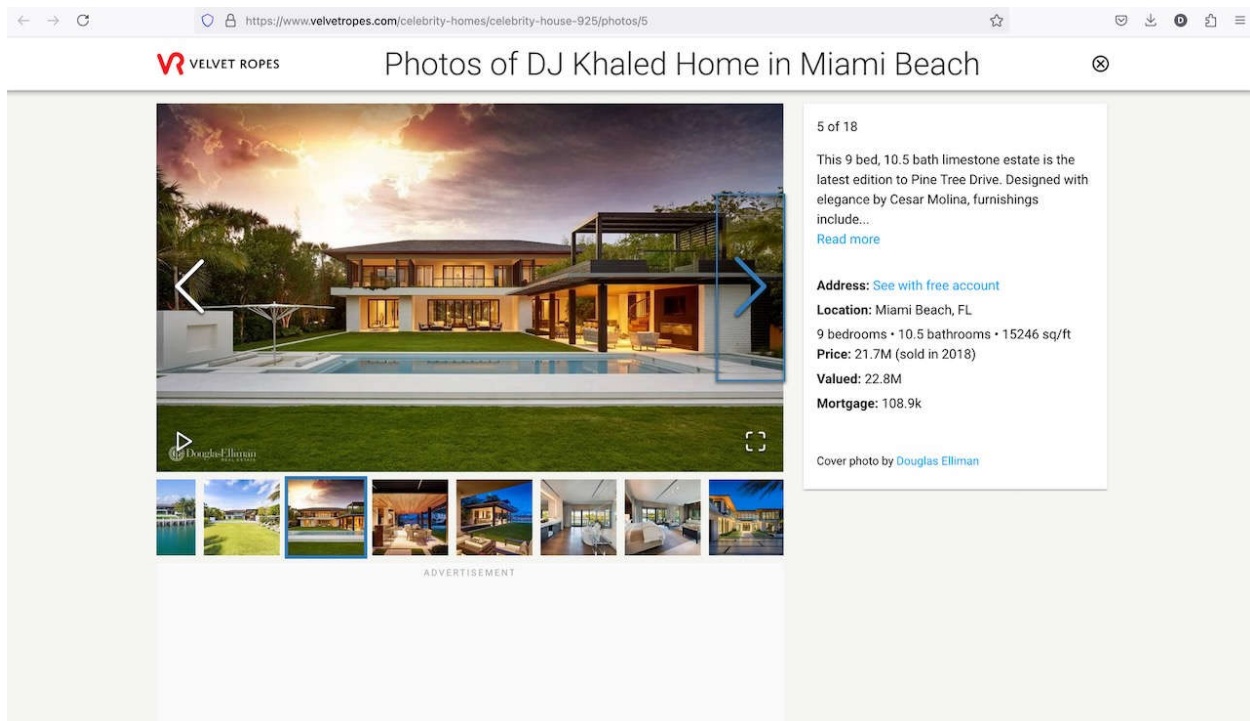 https://www.velvetropes.com/celebrity-homes/celebrity-house-925/photos/5
D
VR VELVET ROPES
Photos of DJ Khaled Home in Miami Beach
5 of 18
This 9 bed, 10.5 bath limestone estate is the
latest edition to Pine Tree Drive. Designed with
elegance by Cesar Molina, furnishings
include...
Read more
Address: See with free account
Location: Miami Beach, FL
9 bedrooms • 10.5 bathrooms • 15246 sq/ft
Price: 21.7M (sold in 2018)
Valued: 22.8M
Mortgage: 108.9k
Cover photo by Douglas Elliman
Douglas Elliman
REAL ESTATE
ADVERTISEMENT